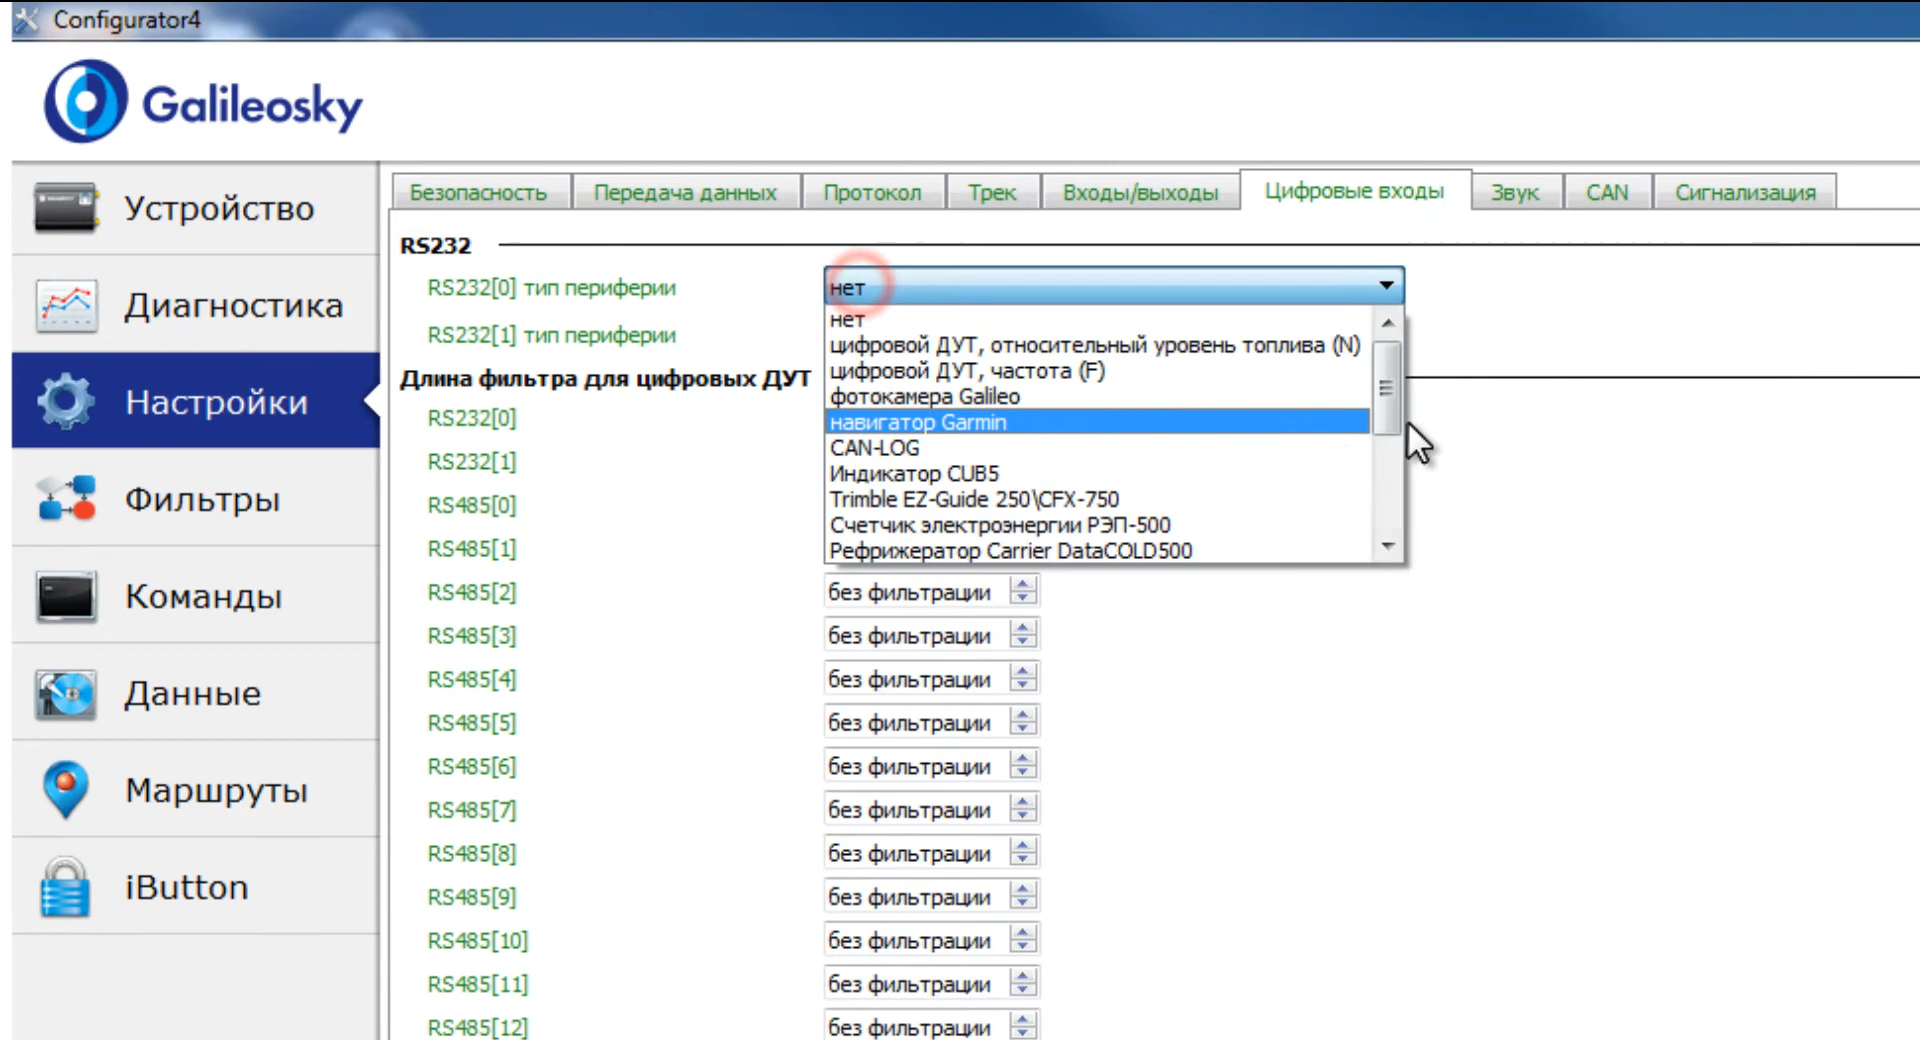 Configurator4
Galileosky
Устройство
Диагностика
Настройки
Фильтры
Команды
Данные
Маршруты
iButton
Безопасность Передача данных Протокол Трек Входы/выходы Цифровые входы Звук CAN Сигнализация
RS232
RS232[0] тип периферии нет
RS232[1] тип периферии
нет
цифровой ДУТ, относительный уровень топлива (N)
цифровой ДУТ, частота (F)
фотокамера Galileo
навигатор Garmin
CAN-LOG
Индикатор CUB5
Trimble EZ-Guide 250\CFX-750
Счетчик электроэнергии РЭП-500
Рефрижератор Carrier DataCOLD500
Длина фильтра для цифровых ДУТ
RS232[0]
RS232[1]
RS485[0]
RS485[1]
RS485[2] без фильтрации
RS485[3] без фильтрации
RS485[4] без фильтрации
RS485[5] без фильтрации
RS485[6] без фильтрации
RS485[7] без фильтрации
RS485[8] без фильтрации
RS485[9] без фильтрации
RS485[10] без фильтрации
RS485[11] без фильтрации
RS485[12] без фильтрации